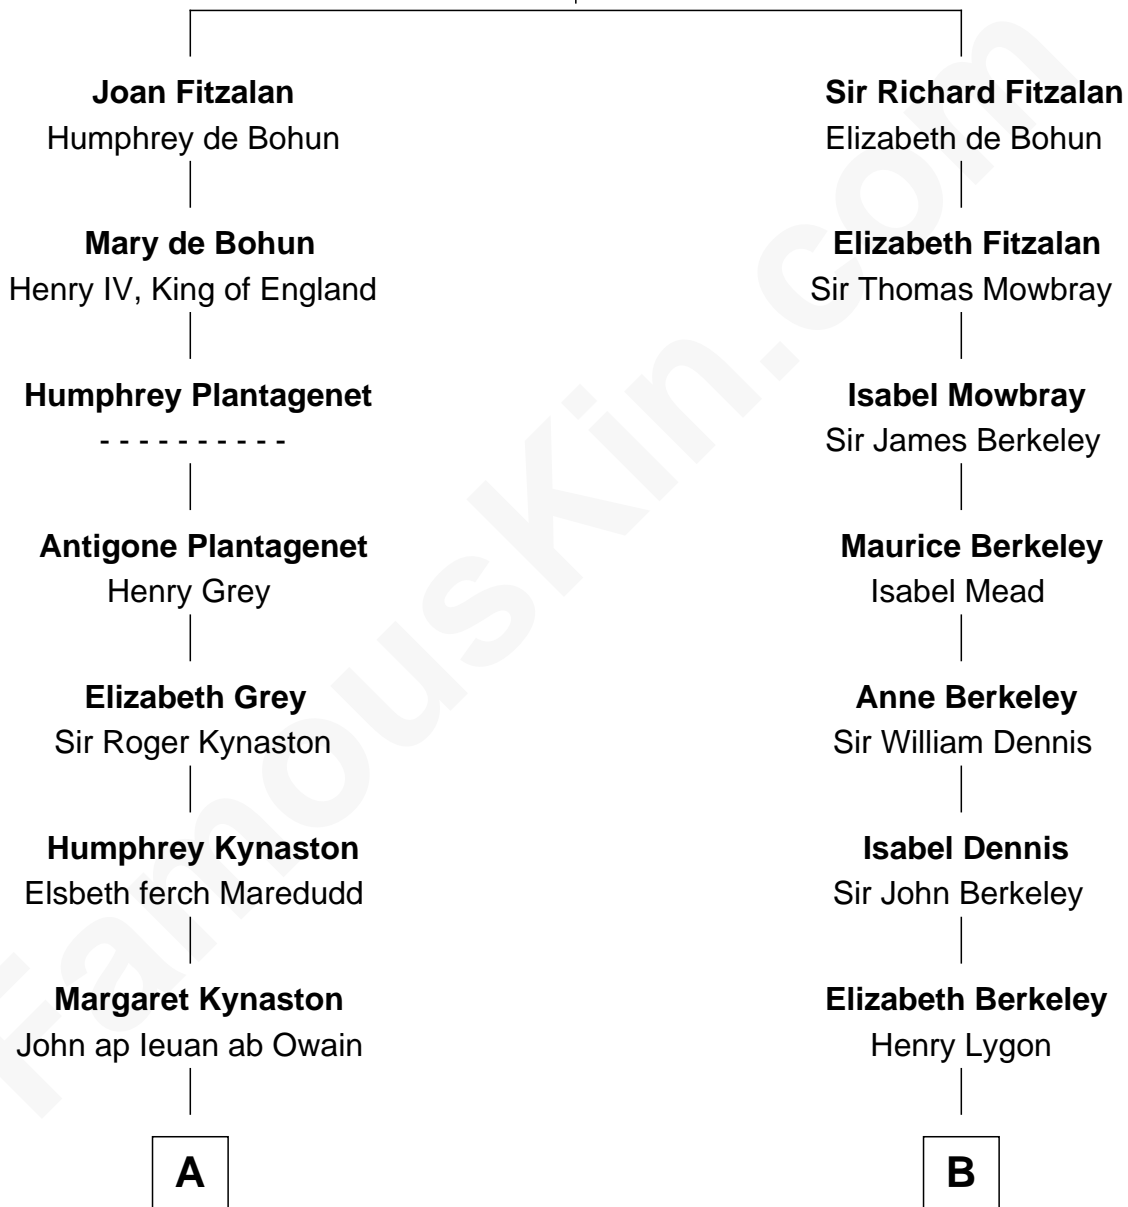 Joan Fitzalan
Humphrey de Bohun
Mary de Bohun
Henry IV, King of England
Humphrey Plantagenet
- - - - - - - - - -
Antigone Plantagenet
Henry Grey
Elizabeth Grey
Sir Roger Kynaston
Humphrey Kynaston
Elsbeth ferch Maredudd
Margaret Kynaston
John ap Ieuan ab Owain
A
Sir Richard Fitzalan
Elizabeth de Bohun
Elizabeth Fitzalan
Sir Thomas Mowbray
Isabel Mowbray
Sir James Berkeley
Maurice Berkeley
Isabel Mead
Anne Berkeley
Sir William Dennis
Isabel Dennis
Sir John Berkeley
Elizabeth Berkeley
Henry Lygon
B
FamousKin.com